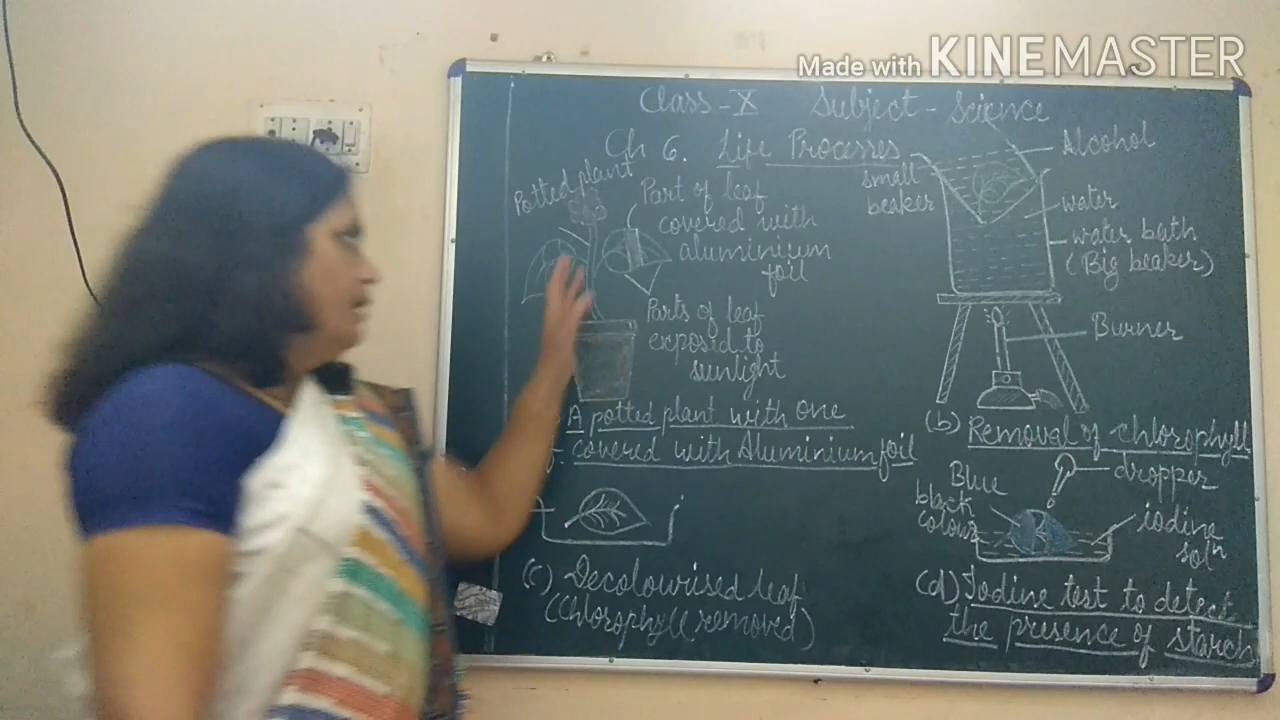 Made with KINEMASTER
Class-X Subject-Science
Ch 6. Life Processes
Potted plant
Part of leaf
covered with
aluminium
foil
Parts of leaf
exposed to
sunlight
A potted plant with one
covered with Aluminium foil
small
beaker
Alcohol
water
water bath
(Big beaker)
Burner
(b) Removal of chlorophyll
(c) Decolourised leaf
(Chlorophyll removed)
Blue
black
colour
dropper
iodine
solⁿ
(d) Iodine test to detect
the presence of starch